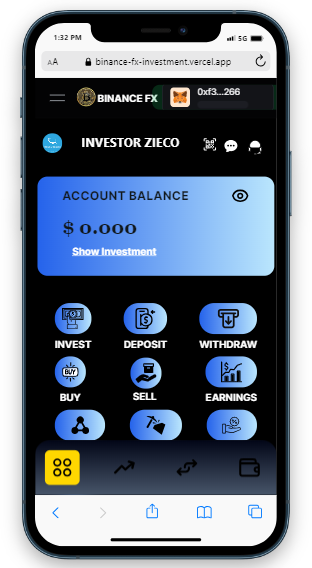 1:32 PM
5G
AA
binance-fx-investment.vercel.app
BINANCE FX
0xf3...266
INVESTOR ZIECO
ACCOUNT BALANCE
$ 0.000
Show Investment
INVEST
DEPOSIT
WITHDRAW
BUY
BUY
SELL
EARNINGS